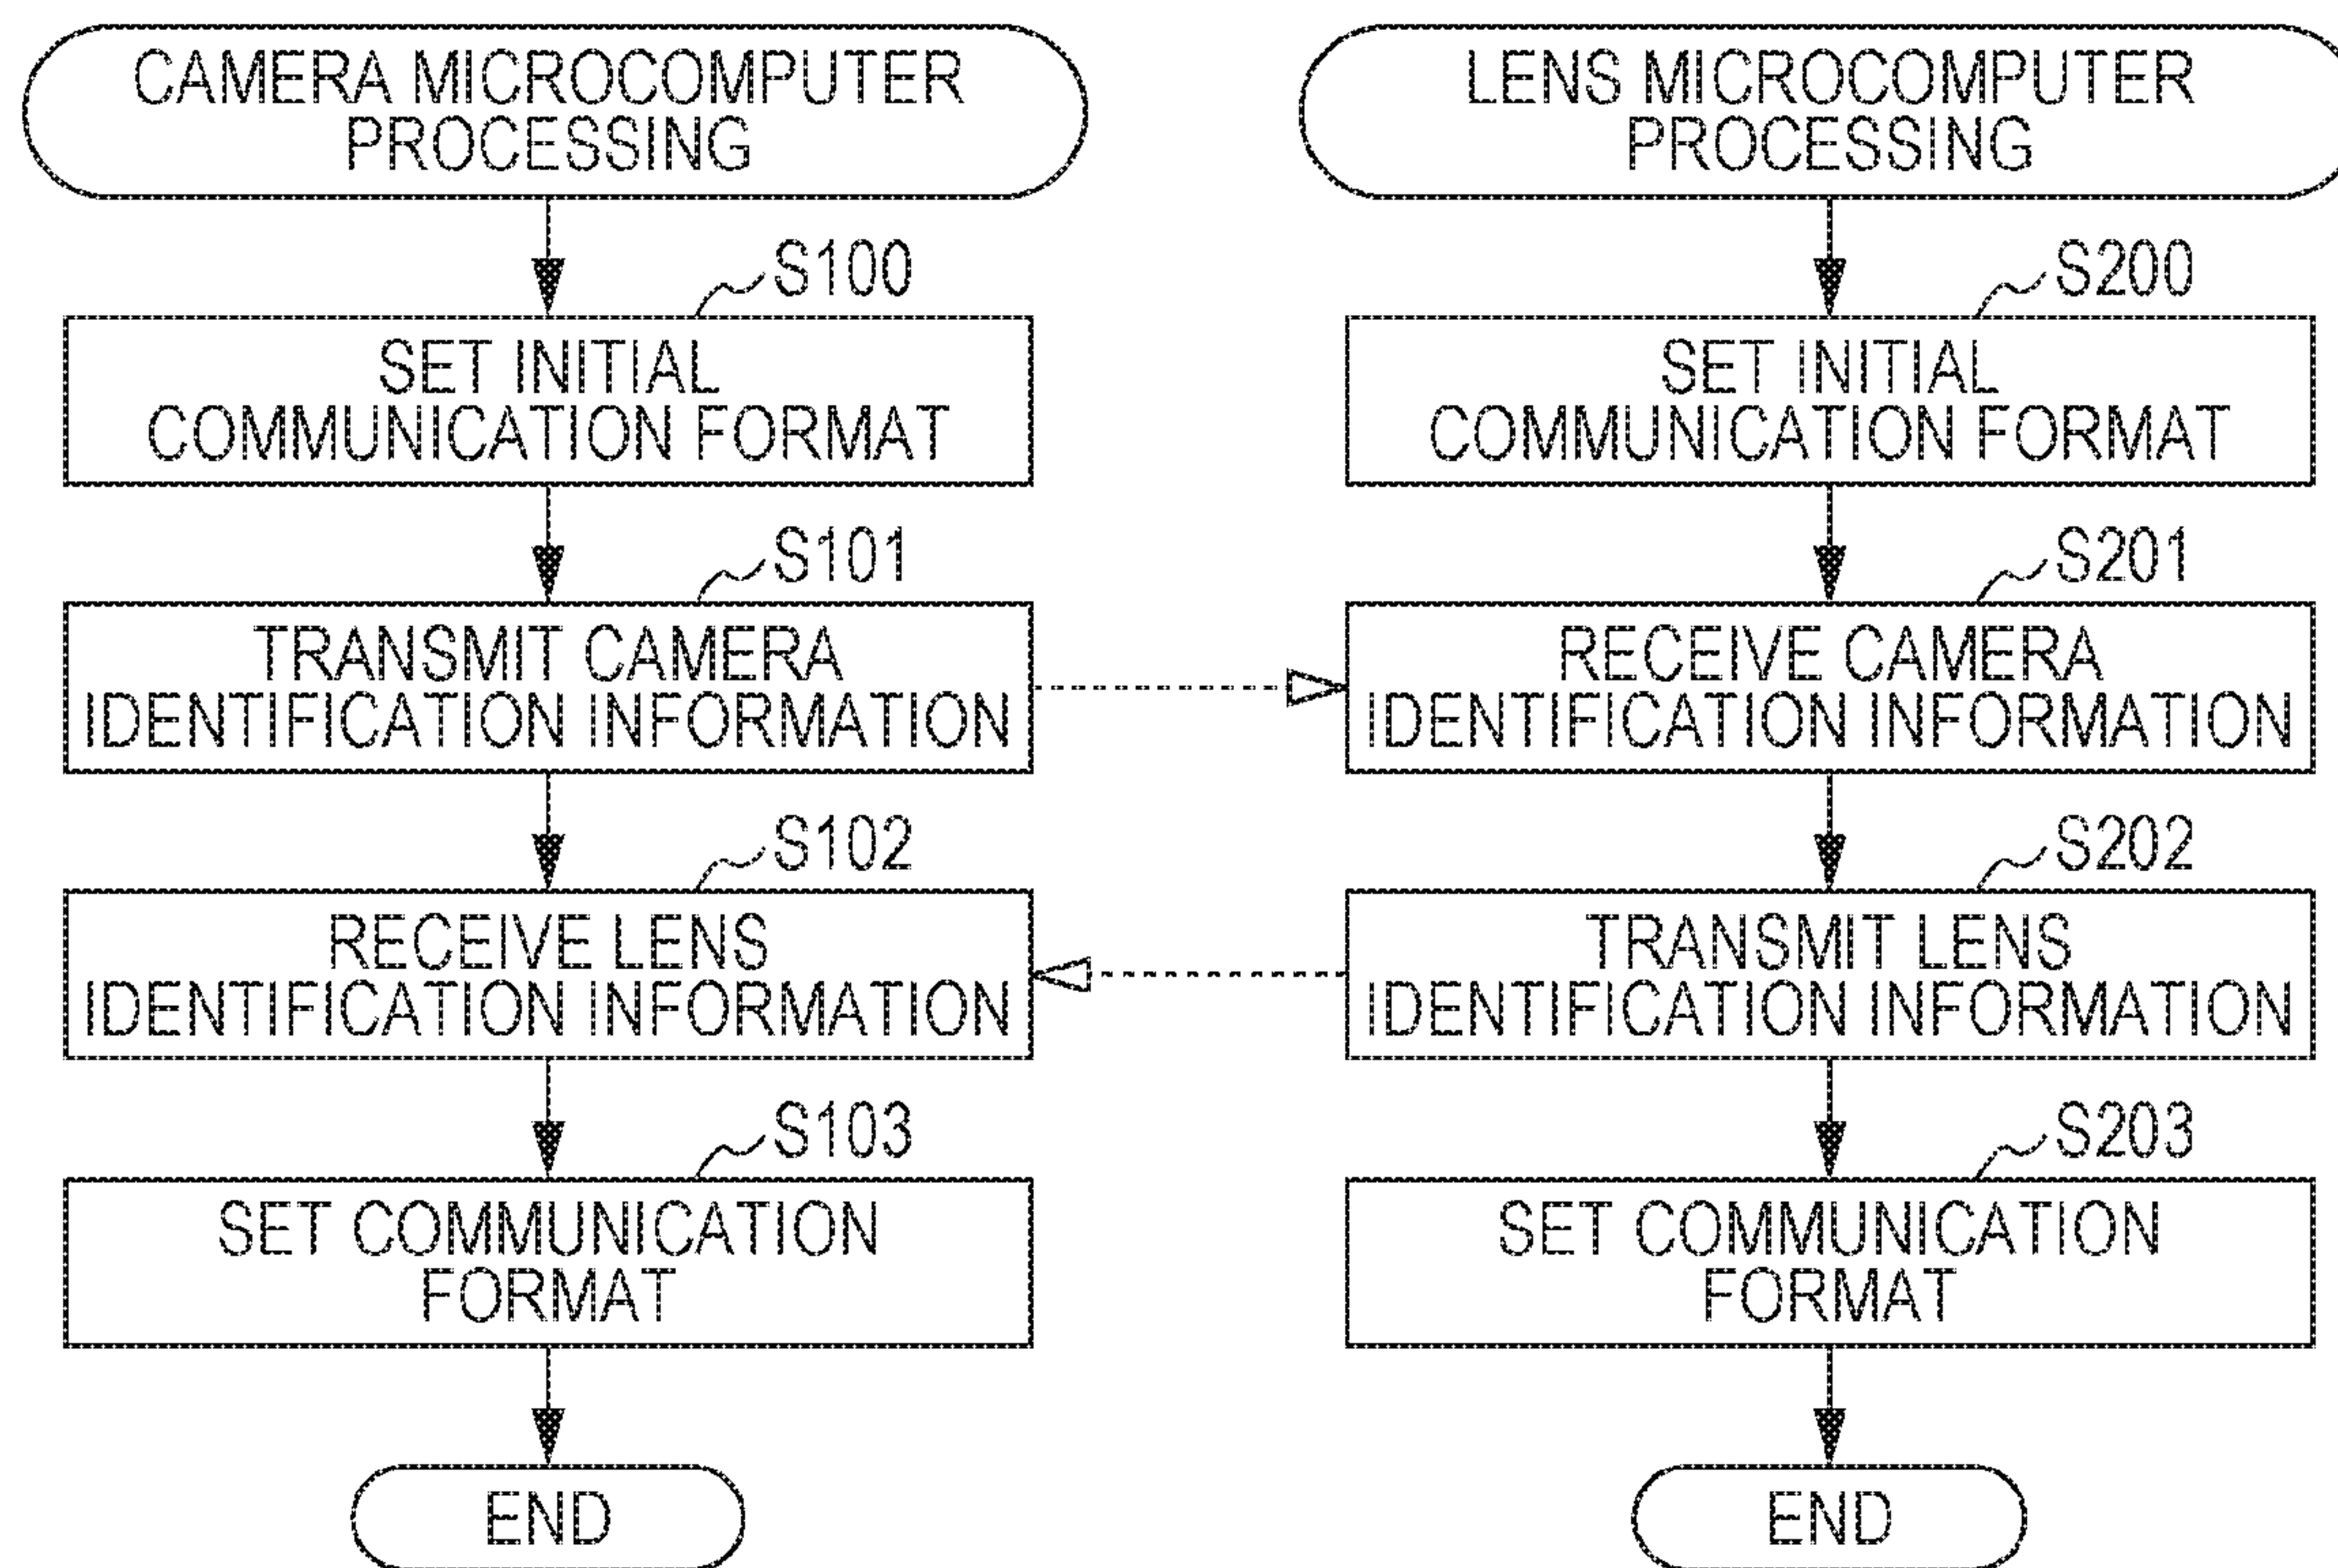 CAMERA MICROCOMPUTER
PROCESSING
S100
SET INITIAL
COMMUNICATION FORMAT
S101
TRANSMIT CAMERA
IDENTIFICATION INFORMATION
S102
RECEIVE LENS
IDENTIFICATION INFORMATION
S103
SET COMMUNICATION
FORMAT
END
LENS MICROCOMPUTER
PROCESSING
S200
SET INITIAL
COMMUNICATION FORMAT
S201
RECEIVE CAMERA
IDENTIFICATION INFORMATION
S202
TRANSMIT LENS
IDENTIFICATION INFORMATION
S203
SET COMMUNICATION
FORMAT
END